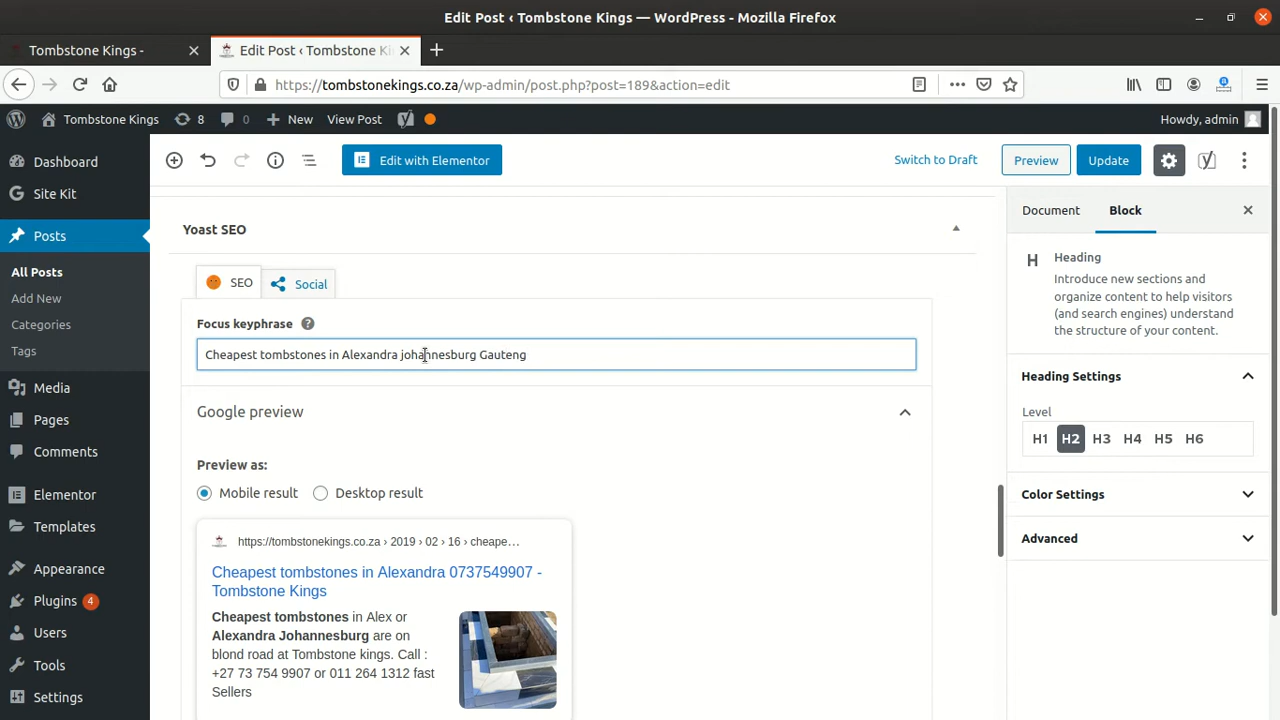 Edit Post ‹ Tombstone Kings — WordPress - Mozilla Firefox
Tombstone Kings -
Edit Post ‹ Tombstone Ki
https://tombstonekings.co.za/wp-admin/post.php?post=189&action=edit
Tombstone Kings
8
0
New
View Post
Howdy, admin
Dashboard
Site Kit
Posts
All Posts
Add New
Categories
Tags
Media
Pages
Comments
Elementor
Templates
Appearance
Plugins 4
Users
Tools
Settings
Edit with Elementor
Switch to Draft
Preview
Update
Yoast SEO
SEO
Social
Focus keyphrase
Cheapest tombstones in Alexandra johannesburg Gauteng
Google preview
Preview as:
Mobile result
Desktop result
https://tombstonekings.co.za › 2019 › 02 › 16 › cheape…
Cheapest tombstones in Alexandra 0737549907 -
Tombstone Kings
Cheapest tombstones in Alex or
Alexandra Johannesburg are on
blond road at Tombstone kings. Call :
+27 73 754 9907 or 011 264 1312 fast
Sellers
Document
Block
Heading
Introduce new sections and
organize content to help visitors
(and search engines) understand
the structure of your content.
Heading Settings
Level
H1 H2 H3 H4 H5 H6
Color Settings
Advanced